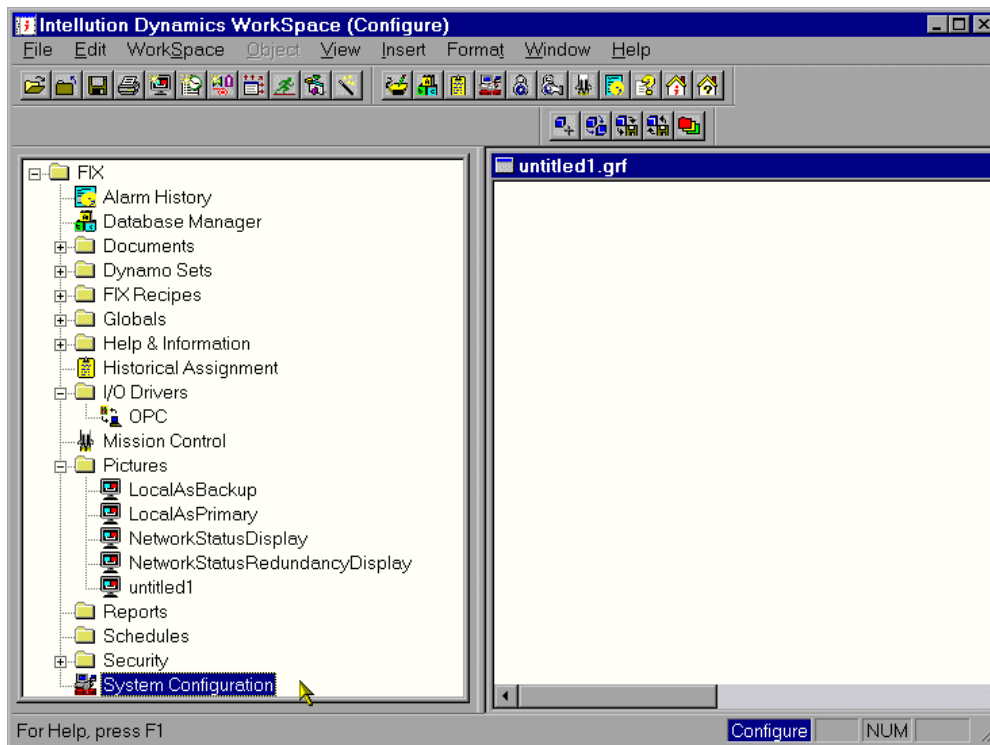 Intellution Dynamics WorkSpace (Configure)
File Edit WorkSpace Object View Insert Format Window Help
FIX
Alarm History
Database Manager
Documents
Dynamo Sets
FIX Recipes
Globals
Help & Information
Historical Assignment
I/O Drivers
OPC
Mission Control
Pictures
LocalAsBackup
LocalAsPrimary
NetworkStatusDisplay
NetworkStatusRedundancyDisplay
untitled1
Reports
Schedules
Security
System Configuration
untitled1.grf
For Help, press F1
Configure NUM